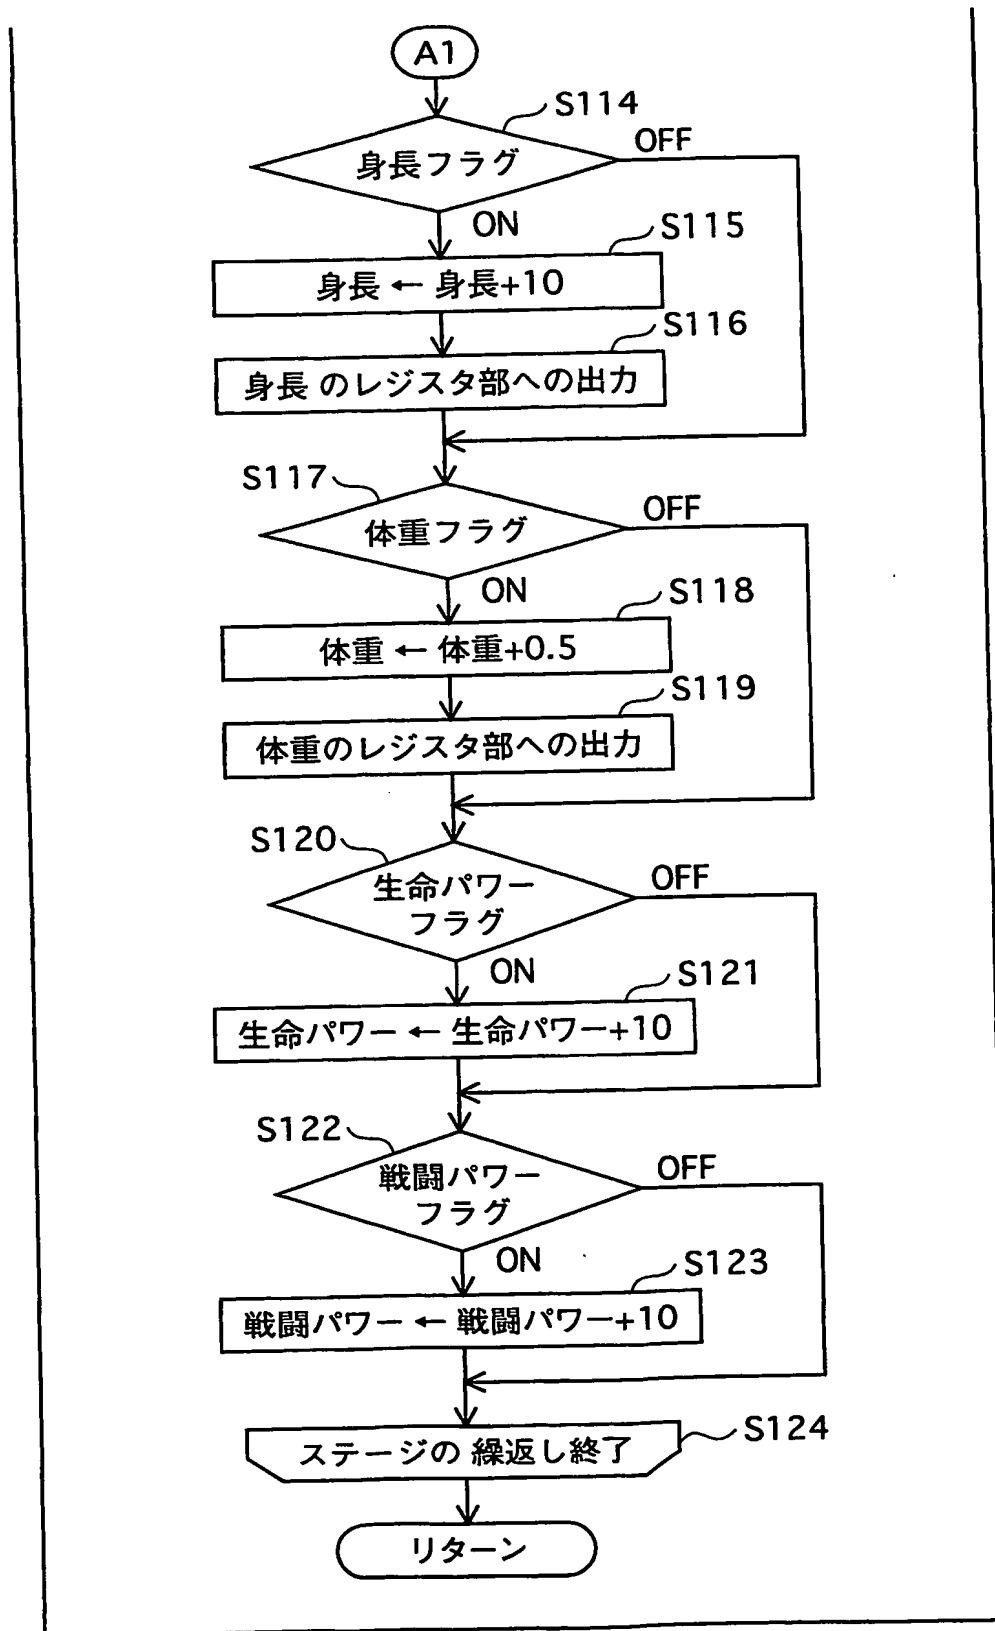 A1
S114
身長フラグ
OFF
ON
S115
身長 ← 身長+10
S116
身長 のレジスタ部への出力
S117
体重フラグ
OFF
ON
S118
体重 ← 体重+0.5
S119
体重のレジスタ部への出力
S120
生命パワー
フラグ
OFF
ON
S121
生命パワー ← 生命パワー+10
S122
戦闘パワー
フラグ
OFF
ON
S123
戦闘パワー ← 戦闘パワー+10
ステージの 繰返し終了
S124
リターン